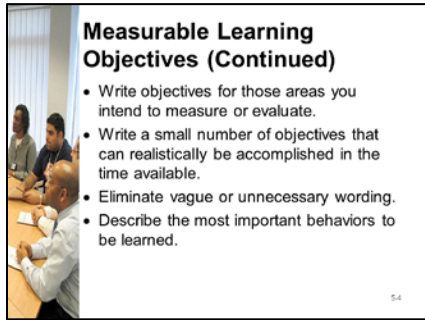 Measurable Learning
Objectives (Continued)
• Write objectives for those areas you
intend to measure or evaluate.
• Write a small number of objectives that
can realistically be accomplished in the
time available.
• Eliminate vague or unnecessary wording.
• Describe the most important behaviors to
be learned.
5-4